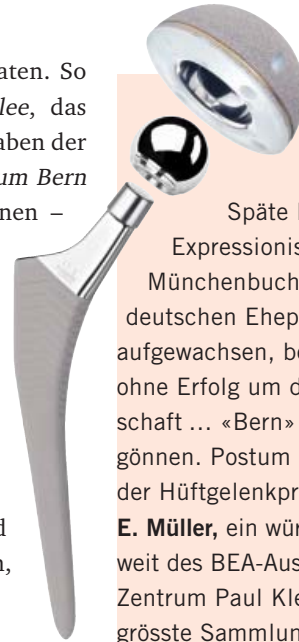 aten. So
lee, das
aben der
um Bern
nen –
d
n,
Späte
Expressionis
Münchenbuch
deutschen Ehep
aufgewachsen, be
ohne Erfolg um d
schaft … «Bern»
gönnen. Postum
der Hüftgelenkpr
E. Müller, ein wür
weit des BEA-Aus
Zentrum Paul Kle
grösste Sammlun